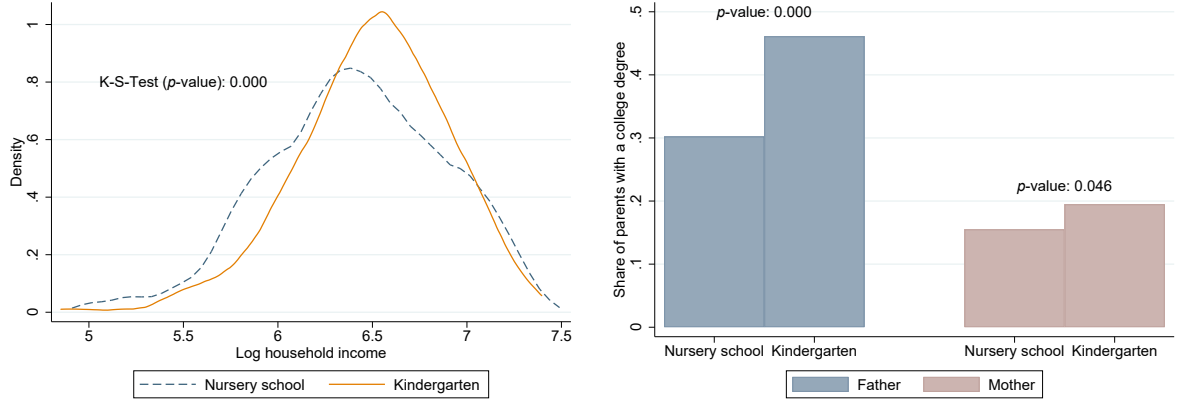 Density
0
.2
.4
.6
.8
1
K-S-Test (p-value): 0.000
5
5.5
6
6.5
7
7.5
Log household income
Nursery school
Kindergarten
Share of parents with a college degree
0
.1
.2
.3
.4
.5
p-value: 0.000
p-value: 0.046
Nursery school
Kindergarten
Nursery school
Kindergarten
Father
Mother